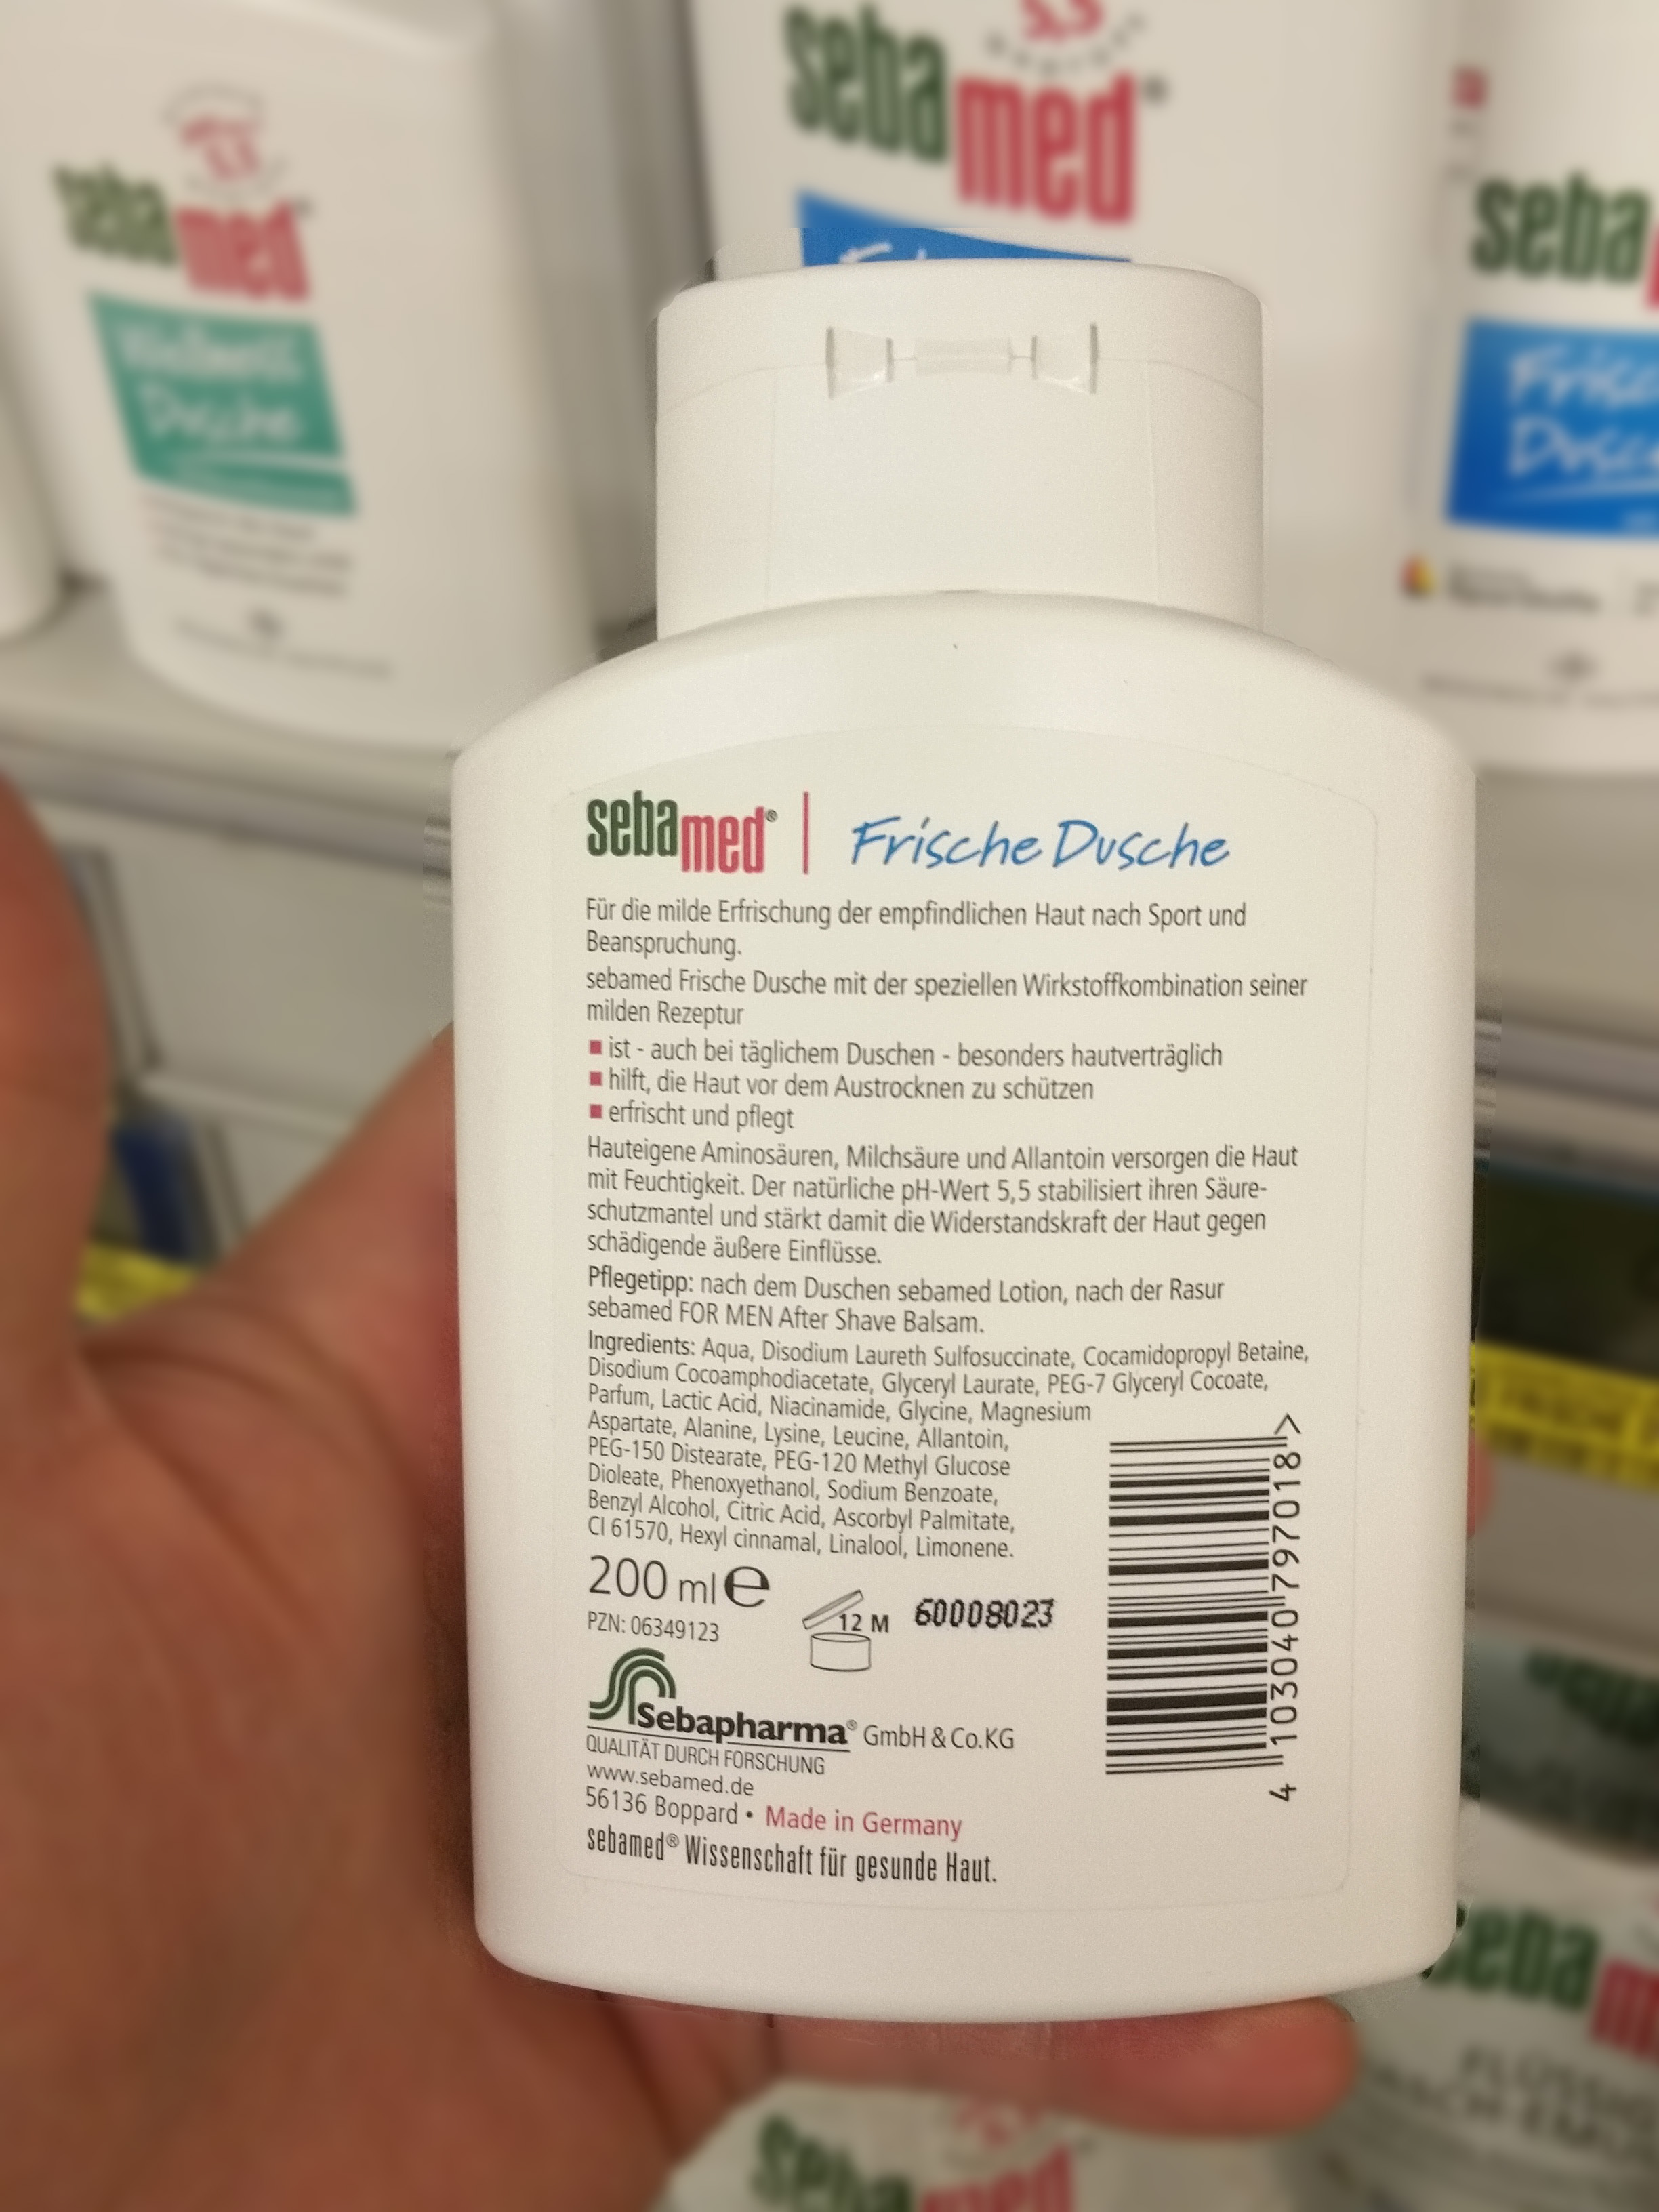 sebamed®
Wellness
Dusche
5,5
sebamed®
seba
Dusche
sebamed® | Frische Dusche
Für die milde Erfrischung der empfindlichen Haut nach Sport und
Beanspruchung.
sebamed Frische Dusche mit der speziellen Wirkstoffkombination seiner
milden Rezeptur
■ ist - auch bei täglichem Duschen - besonders hautverträglich
■ hilft, die Haut vor dem Austrocknen zu schützen
■ erfrischt und pflegt
Hauteigene Aminosäuren, Milchsäure und Allantoin versorgen die Haut
mit Feuchtigkeit. Der natürliche pH-Wert 5,5 stabilisiert ihren Säure-
schutzmantel und stärkt damit die Widerstandskraft der Haut gegen
schädigende äußere Einflüsse.
Pflegetipp: nach dem Duschen sebamed Lotion, nach der Rasur
sebamed FOR MEN After Shave Balsam.
Ingredients: Aqua, Disodium Laureth Sulfosuccinate, Cocamidopropyl Betaine,
Disodium Cocoamphodiacetate, Glyceryl Laurate, PEG-7 Glyceryl Cocoate,
Parfum, Lactic Acid, Niacinamide, Glycine, Magnesium
Aspartate, Alanine, Lysine, Leucine, Allantoin,
PEG-150 Distearate, PEG-120 Methyl Glucose
Dioleate, Phenoxyethanol, Sodium Benzoate,
Benzyl Alcohol, Citric Acid, Ascorbyl Palmitate,
CI 61570, Hexyl cinnamal, Linalool, Limonene.
200 ml e
12 M
60008023
PZN: 06349123
Sebapharma® GmbH & Co.KG
QUALITÄT DURCH FORSCHUNG
www.sebamed.de
56136 Boppard • Made in Germany
sebamed® Wissenschaft für gesunde Haut.
4 103040 797018 >
seba
sebamed